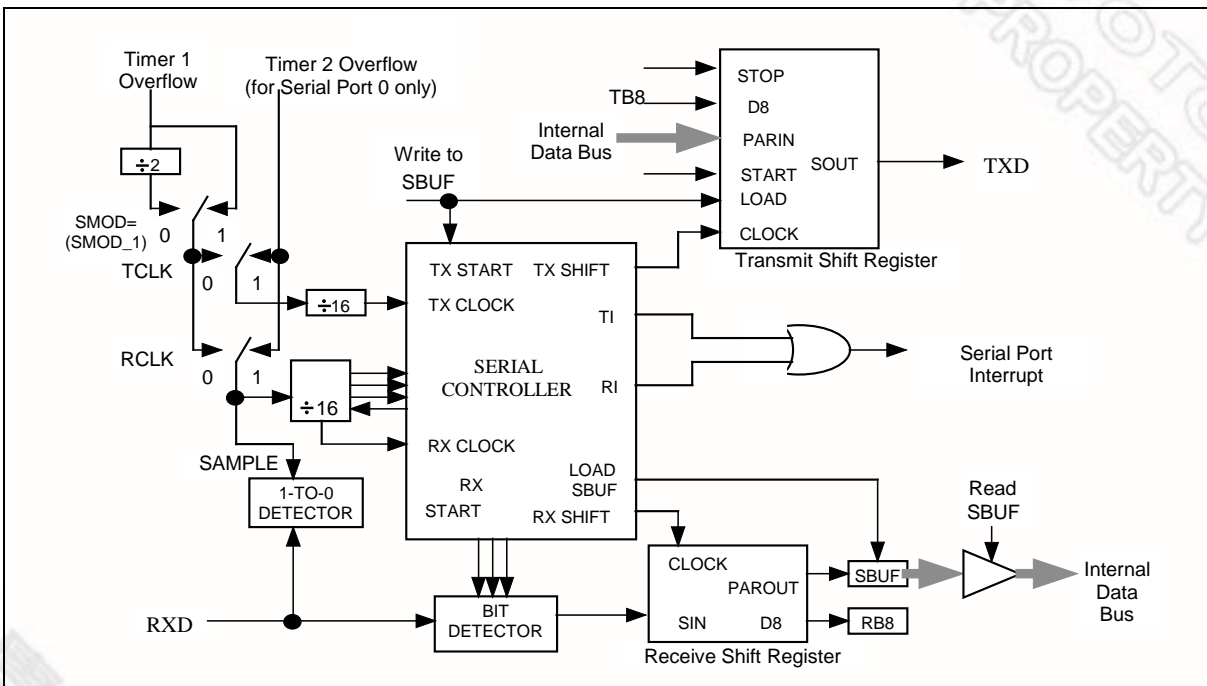 Timer 1
Overflow
Timer 2 Overflow
(for Serial Port 0 only)
÷2
SMOD=
(SMOD_1)
0
1
TCLK
0
1
÷16
RCLK
0
1
÷16
SAMPLE
1-TO-0
DETECTOR
RXD
Write to
SBUF
TX START
TX SHIFT
TX CLOCK
TI
SERIAL
CONTROLLER
RI
RX CLOCK
LOAD
SBUF
RX
START
RX SHIFT
BIT
DETECTOR
TB8
Internal
Data Bus
STOP
D8
PARIN
SOUT
START
LOAD
CLOCK
Transmit Shift Register
TXD
Serial Port
Interrupt
CLOCK
PAROUT
SIN
D8
Receive Shift Register
SBUF
RB8
Read
SBUF
Internal
Data
Bus
PROPERTY